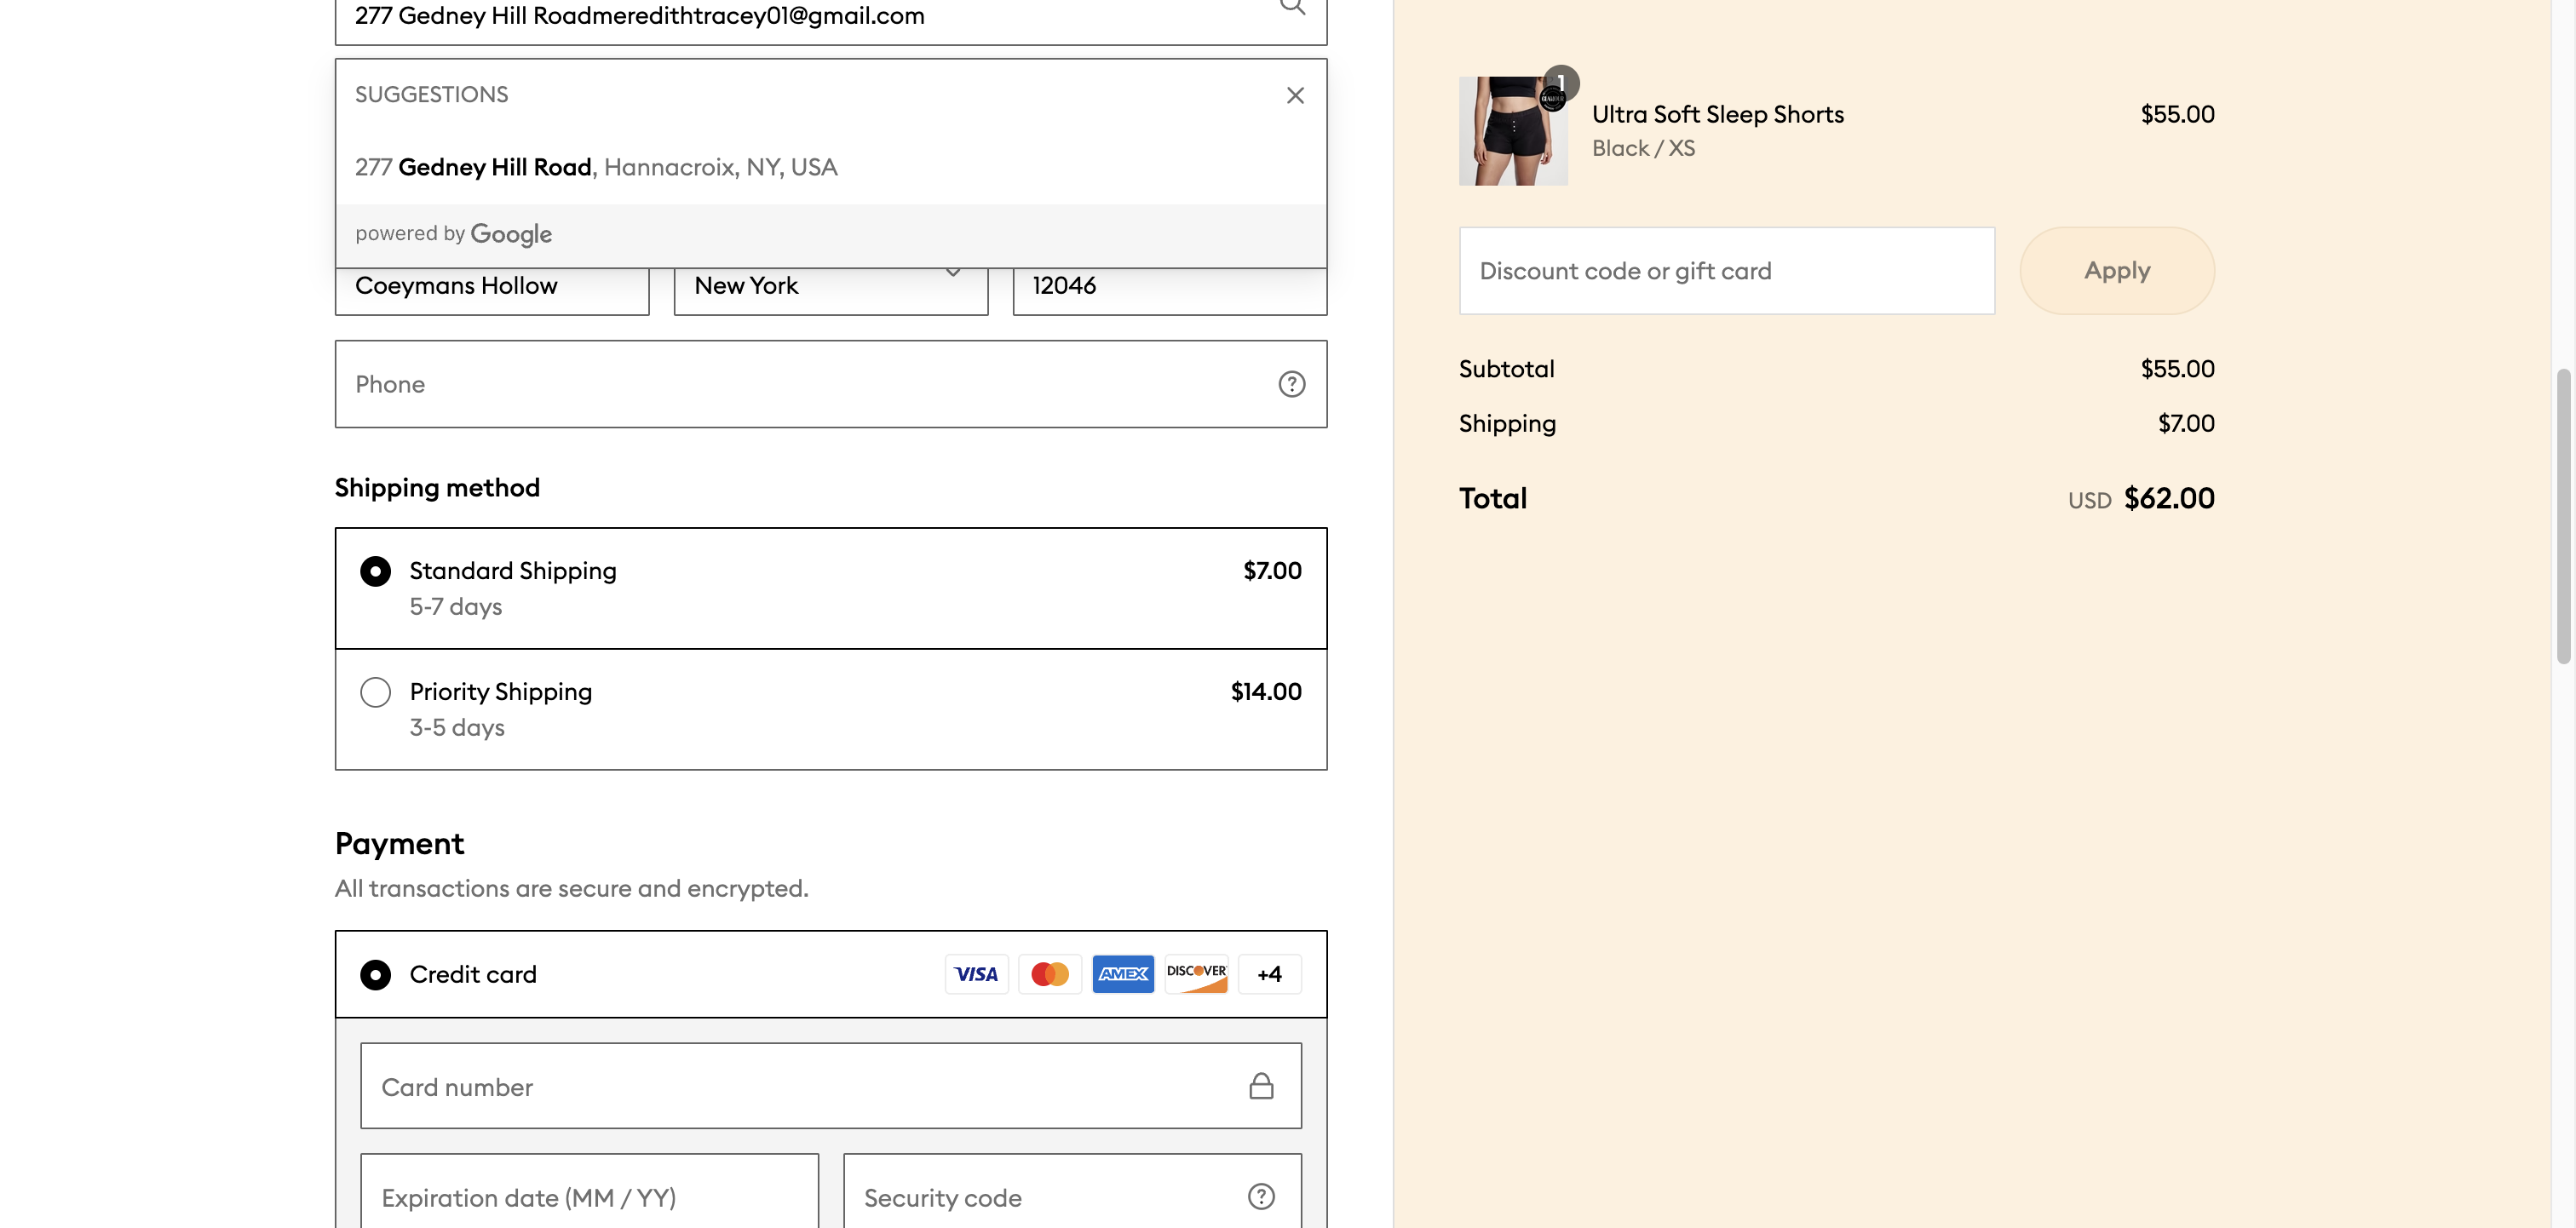 277 Gedney Hill Roadmeredithtracey01@gmail.com
SUGGESTIONS
277 Gedney Hill Road, Hannacroix, NY, USA
powered by Google
Coeymans Hollow
New York
12046
Phone
Shipping method
Standard Shipping
$7.00
5-7 days
Priority Shipping
$14.00
3-5 days
Payment
All transactions are secure and encrypted.
Credit card
VISA
AMEX
DISCOVER
+4
Card number
Expiration date (MM / YY)
Security code
1
Ultra Soft Sleep Shorts
$55.00
Black / XS
Discount code or gift card
Apply
Subtotal
$55.00
Shipping
$7.00
Total
USD $62.00